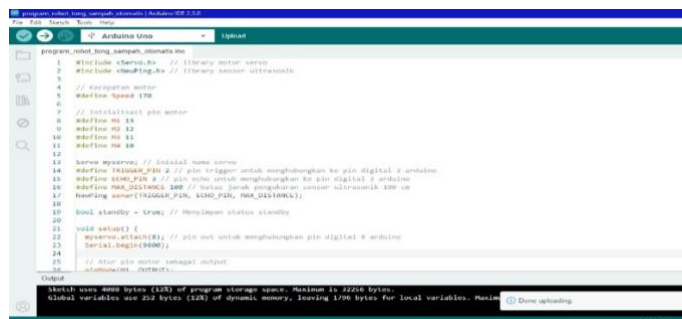 program_robot_tong_sampah_otomatis | Arduino IDE 2.3.0
File Edit Sketch Tools Help
Arduino Uno
Upload
program_robot_tong_sampah_otomatis.ino
1 #include <Servo.h> // library motor servo
2 #include <NewPing.h> // library sensor ultrasonik
3
4 // Kecepatan motor
5 #define Speed 170
6
7 // Inisialisasi pin motor
8 #define M1 13
9 #define M2 12
10 #define M3 11
11 #define M4 10
12
13 Servo myservo; // inisial nama servo
14 #define TRIGGER_PIN 2 // pin trigger untuk menghubungkan ke pin digital 2 arduino
15 #define ECHO_PIN 3 // pin echo untuk menghubungkan ke pin digital 3 arduino
16 #define MAX_DISTANCE 100 // batas jarak pengukuran sensor ultrasonik 100 cm
17 NewPing sonar(TRIGGER_PIN, ECHO_PIN, MAX_DISTANCE);
18
19 bool standby = true; // Menyimpan status standby
20
21 void setup() {
22 myservo.attach(8); // pin out untuk menghubungkan pin digital 8 arduino
23 Serial.begin(9600);
24
25 // Atur pin motor sebagai output
26 pinMode(M1, OUTPUT);
Output
Sketch uses 4088 bytes (12%) of program storage space. Maximum is 32256 bytes.
Global variables use 252 bytes (12%) of dynamic memory, leaving 1796 bytes for local variables. Maximu
Done uploading.